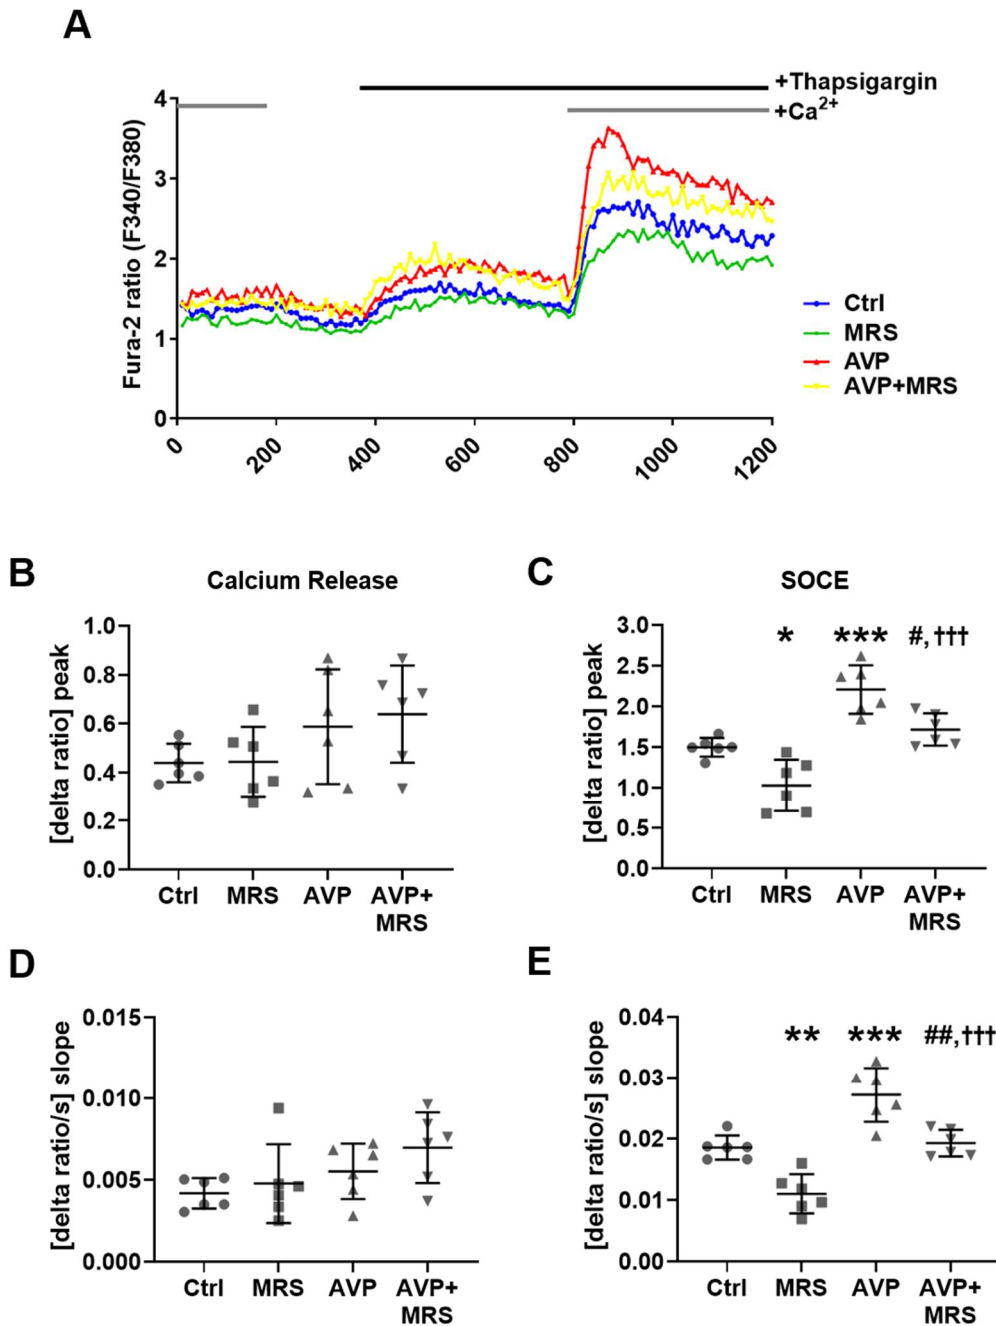 A
+Thapsigargin
+Ca²⁺
Fura-2 ratio (F340/F380)
4
3
2
1
0
0 200 400 600 800 1000 1200
Ctrl
MRS
AVP
AVP+MRS
B
Calcium Release
[delta ratio] peak
1.0
0.8
0.6
0.4
0.2
0.0
Ctrl MRS AVP AVP+
MRS
C
SOCE
[delta ratio] peak
3.0
2.5
2.0
1.5
1.0
0.5
0.0
* *** #,†††
Ctrl MRS AVP AVP+
MRS
D
[delta ratio/s] slope
0.015
0.010
0.005
0.000
Ctrl MRS AVP AVP+
MRS
E
[delta ratio/s] slope
0.04
0.03
0.02
0.01
0.00
** *** ##,†††
Ctrl MRS AVP AVP+
MRS